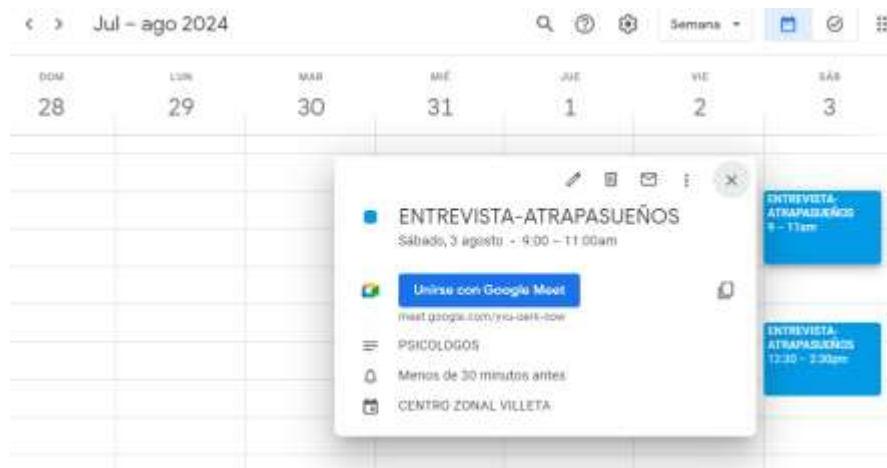 Jul – ago 2024
Semana
DOM LUN MAR MIÉ JUE VIE SÁB
28 29 30 31 1 2 3
ENTREVISTA-ATRAPASUEÑOS
Sábado, 3 agosto - 9:00 – 11:00am
Unirse con Google Meet
PSICOLOGOS
Menos de 30 minutos antes
CENTRO ZONAL VILLETA
ENTREVISTA-
ATRAPASUEÑOS
9 – 11am
ENTREVISTA-
ATRAPASUEÑOS
12:30 – 2:30pm